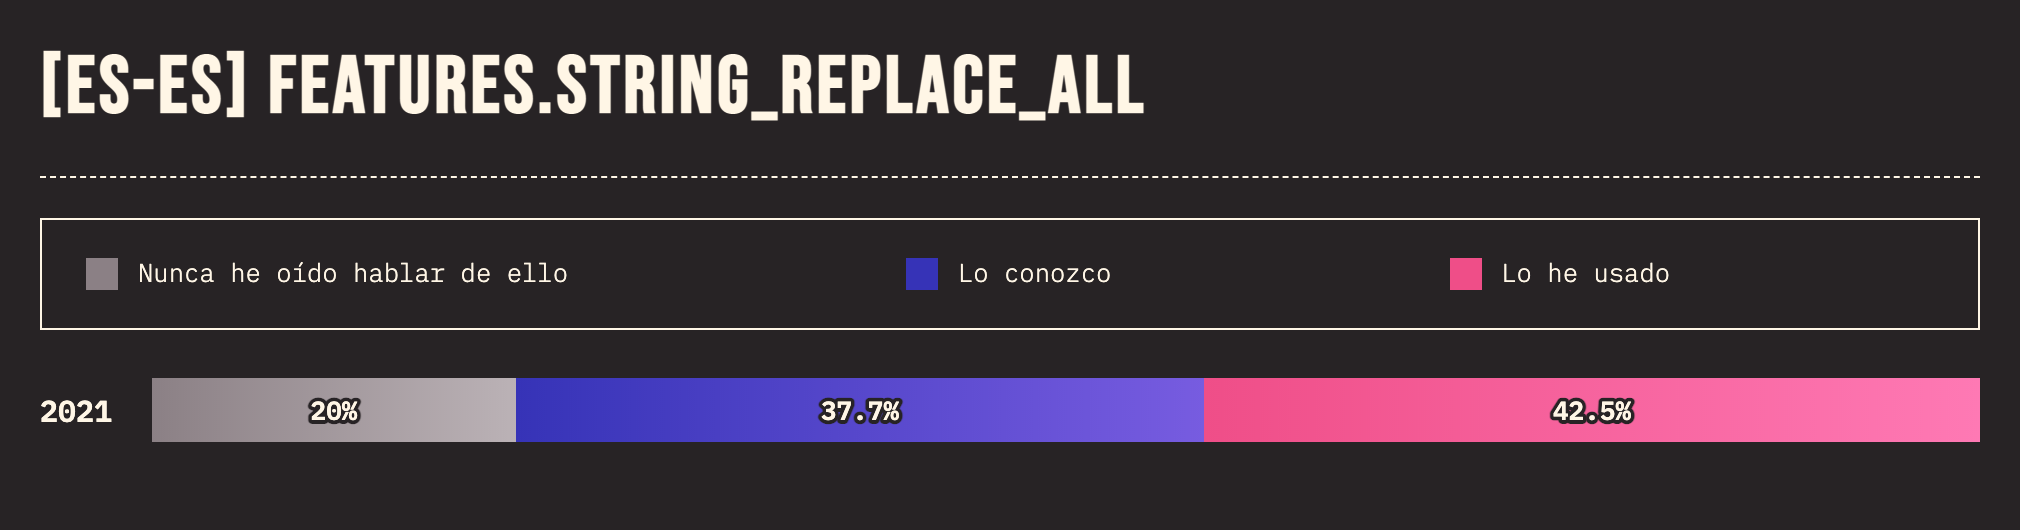 [ES-ES] FEATURES.STRING_REPLACE_ALL
Nunca he oído hablar de ello Lo conozco Lo he usado
2021 20% 37.7% 42.5%